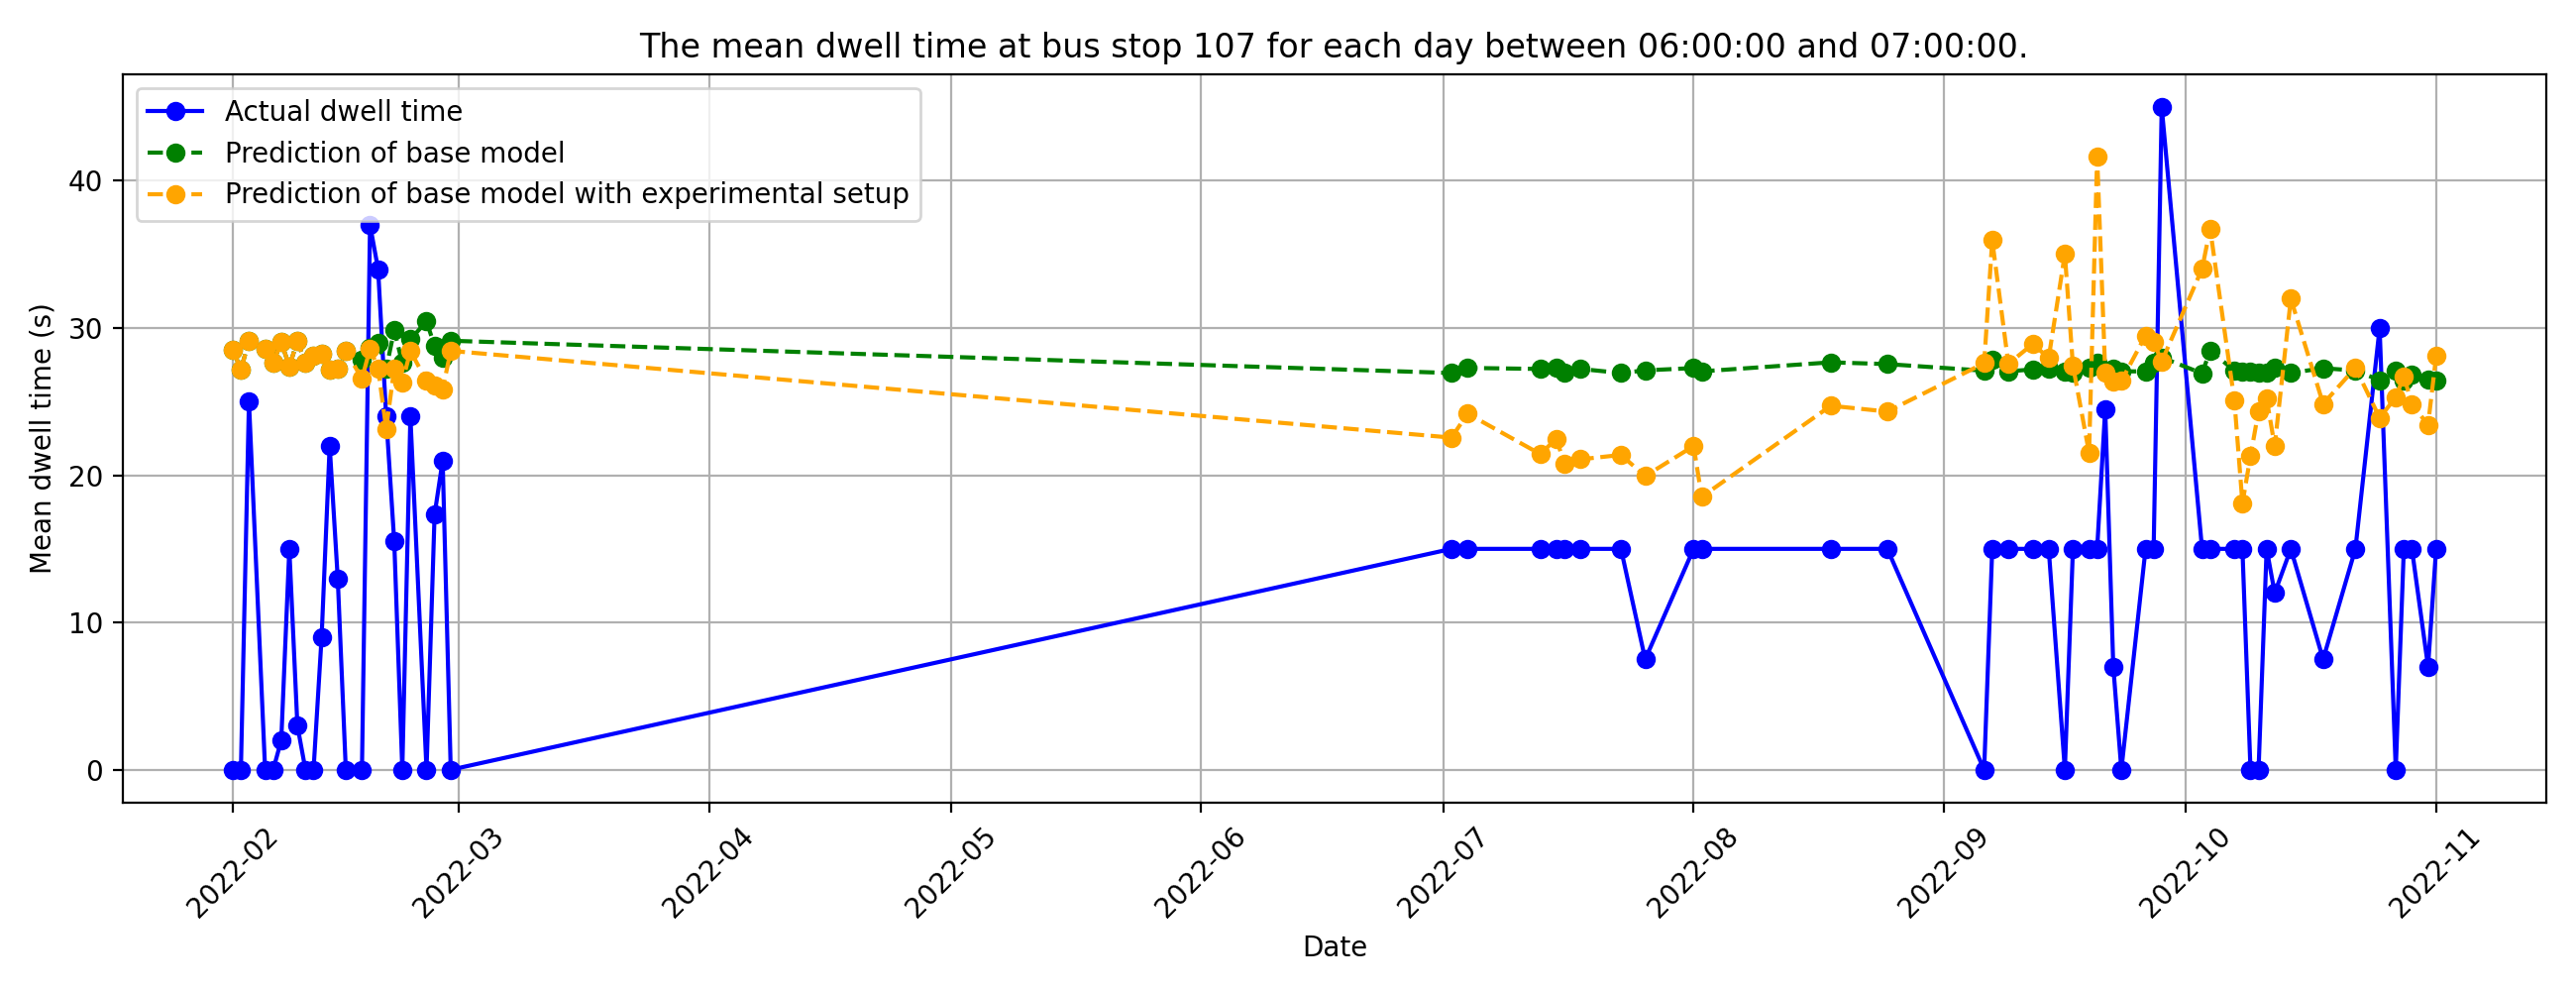 The mean dwell time at bus stop 107 for each day between 06:00:00 and 07:00:00.
Actual dwell time
Prediction of base model
Prediction of base model with experimental setup
Mean dwell time (s)
40
30
20
10
0
2022-02
2022-03
2022-04
2022-05
2022-06
2022-07
2022-08
2022-09
2022-10
2022-11
Date